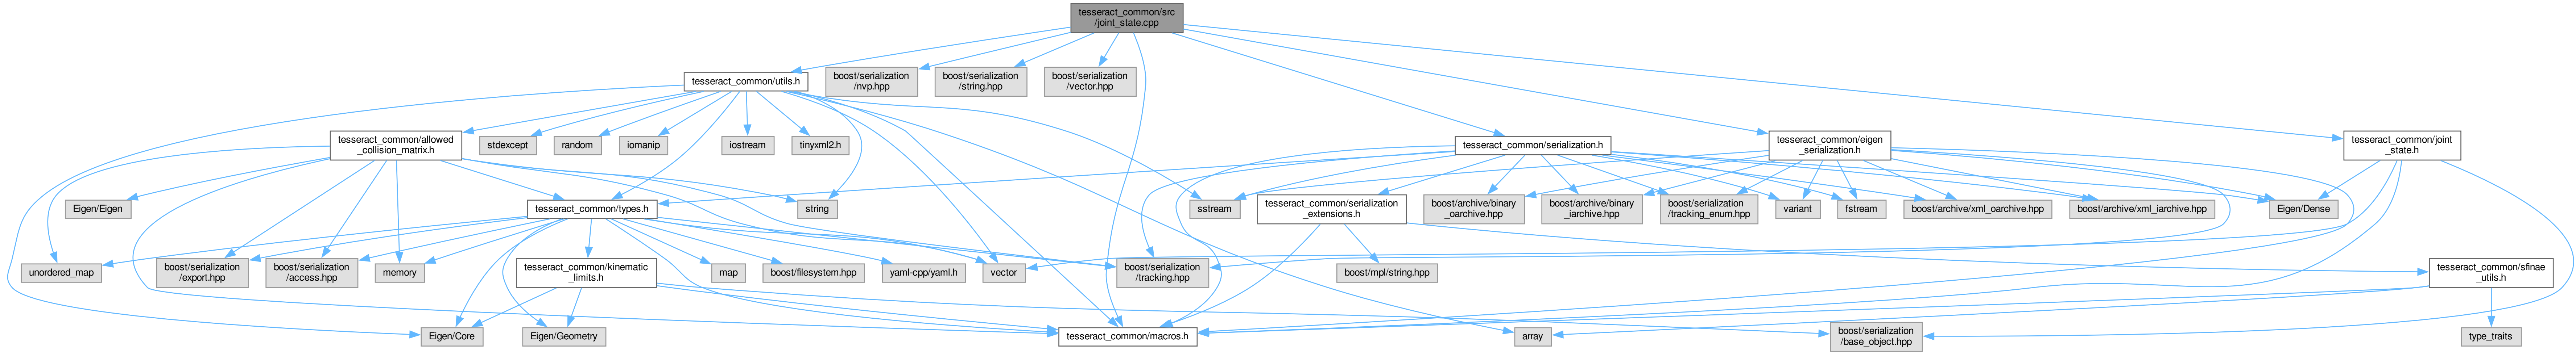 tesseract_common/src
/joint_state.cpp
tesseract_common/utils.h
boost/serialization
/nvp.hpp
boost/serialization
/string.hpp
boost/serialization
/vector.hpp
tesseract_common/allowed
_collision_matrix.h
stdexcept
random
iomanip
iostream
tinyxml2.h
tesseract_common/serialization.h
tesseract_common/eigen
_serialization.h
tesseract_common/joint
_state.h
Eigen/Eigen
tesseract_common/types.h
string
sstream
tesseract_common/serialization
_extensions.h
boost/archive/binary
_oarchive.hpp
boost/archive/binary
_iarchive.hpp
boost/serialization
/tracking_enum.hpp
variant
fstream
boost/archive/xml_oarchive.hpp
boost/archive/xml_iarchive.hpp
Eigen/Dense
unordered_map
boost/serialization
/export.hpp
boost/serialization
/access.hpp
memory
tesseract_common/kinematic
_limits.h
map
boost/filesystem.hpp
yaml-cpp/yaml.h
vector
boost/serialization
/tracking.hpp
boost/mpl/string.hpp
tesseract_common/sfinae
_utils.h
Eigen/Core
Eigen/Geometry
tesseract_common/macros.h
array
boost/serialization
/base_object.hpp
type_traits